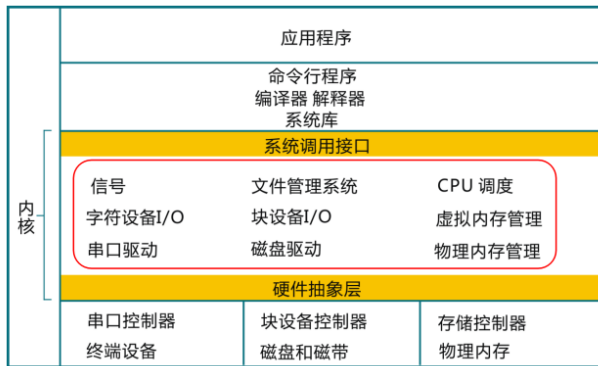 应用程序
命令行程序
编译器 解释器
系统库
系统调用接口
内核
信号 文件管理系统 CPU 调度
字符设备I/O 块设备I/O 虚拟内存管理
串口驱动 磁盘驱动 物理内存管理
硬件抽象层
串口控制器 块设备控制器 存储控制器
终端设备 磁盘和磁带 物理内存